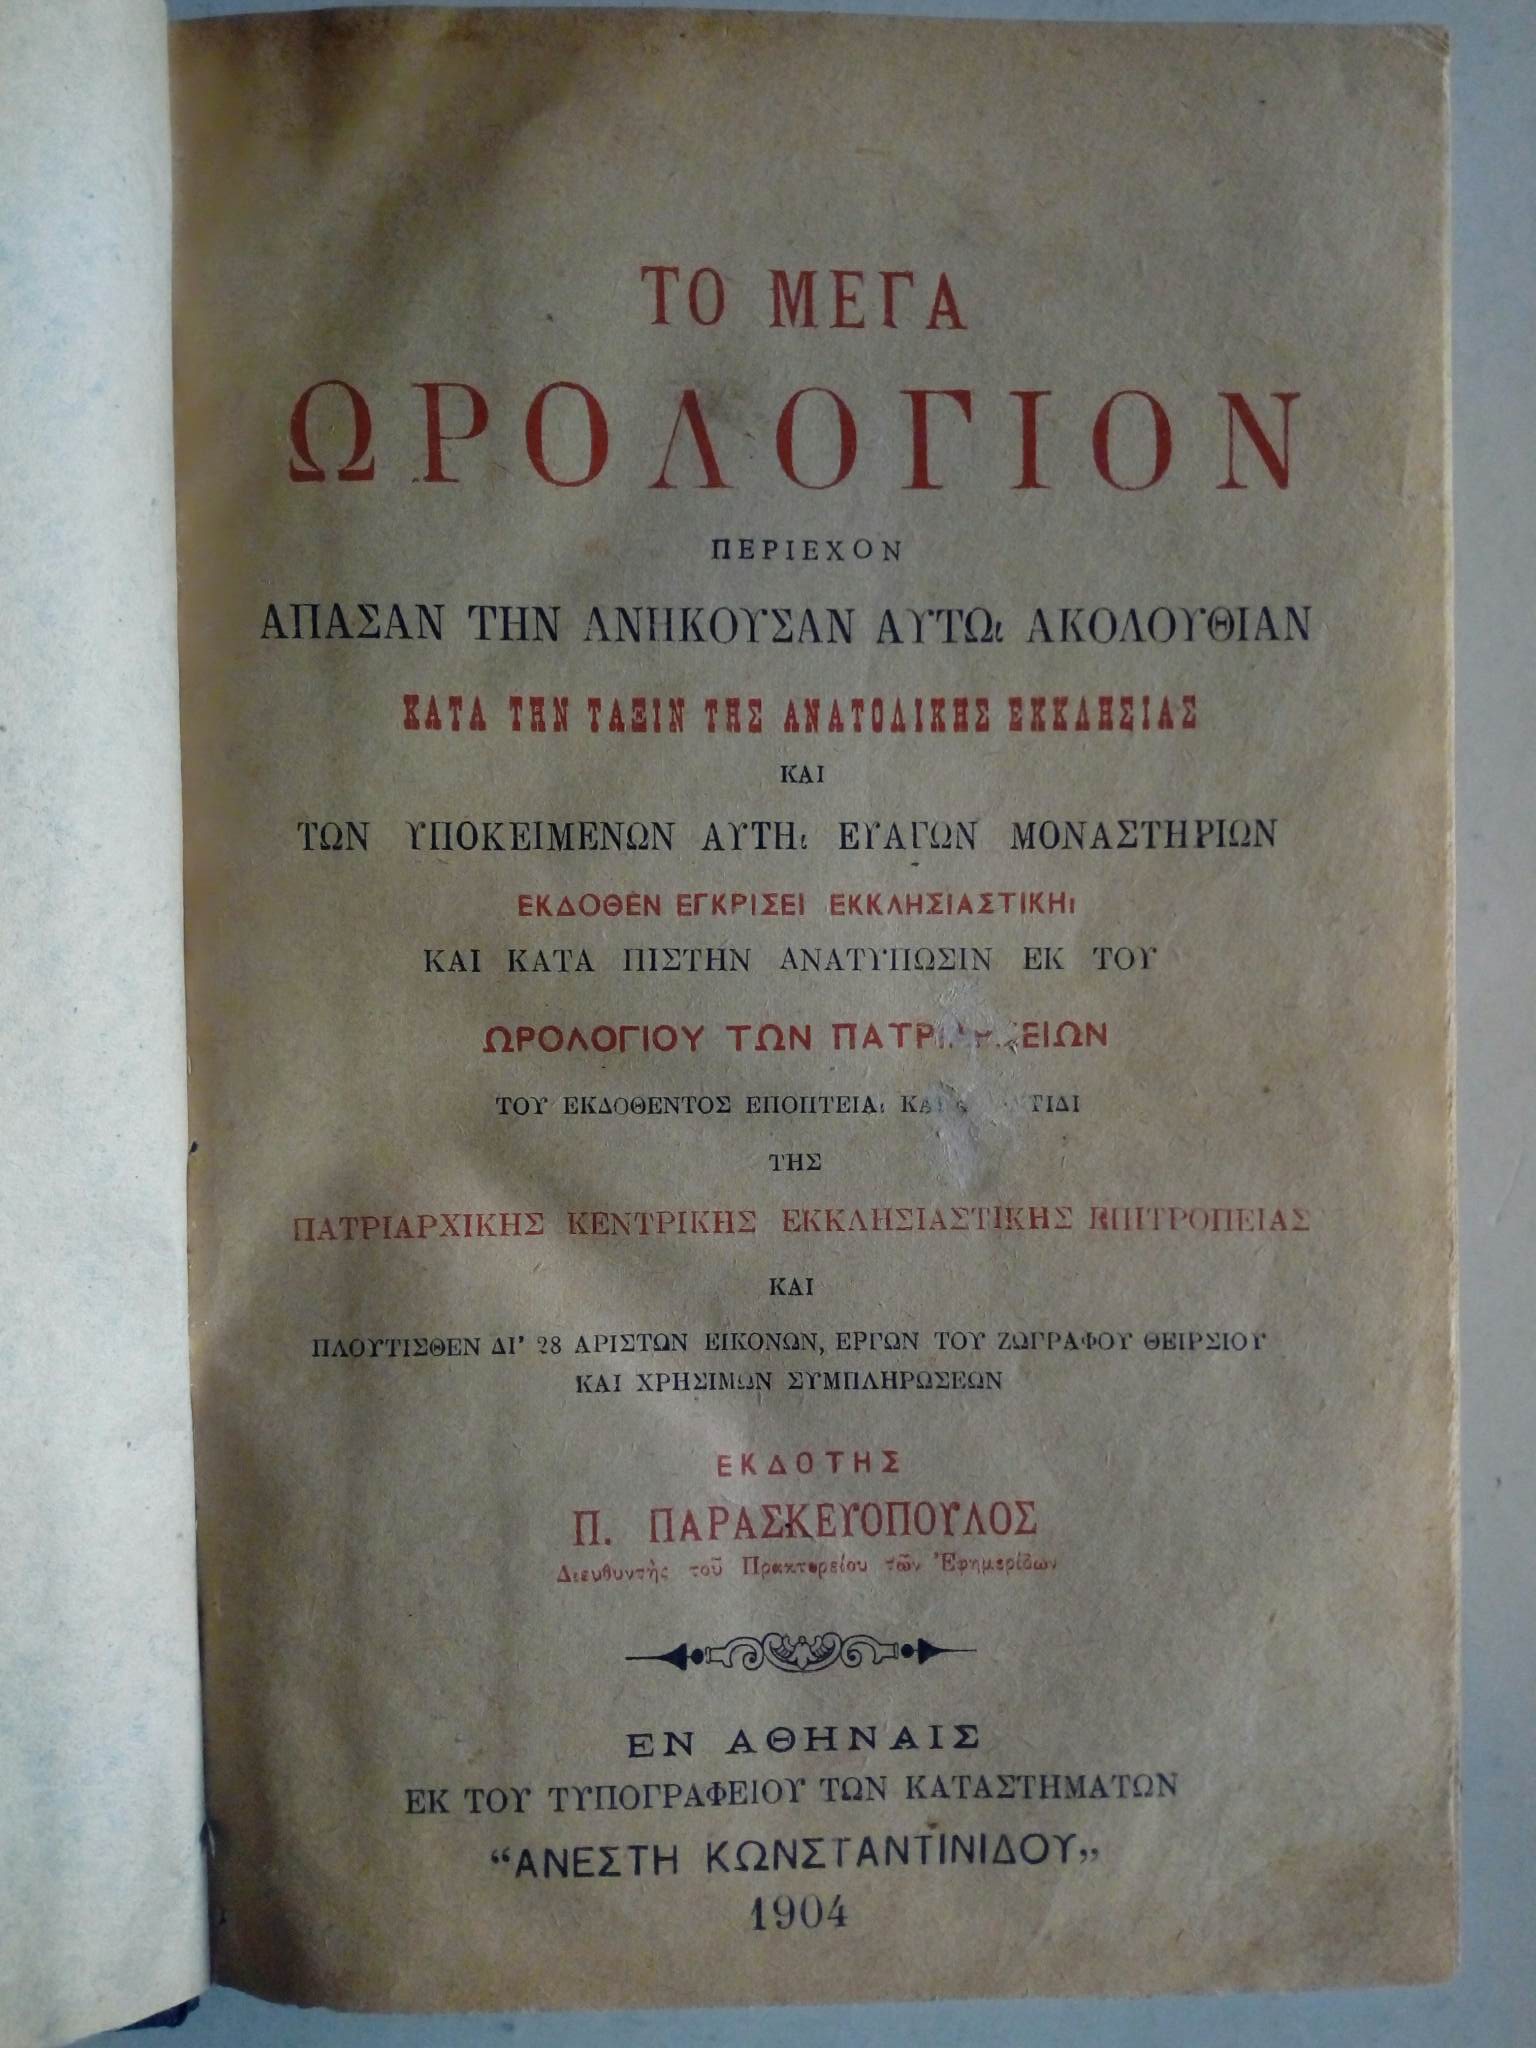 ΤΟ ΜΕΓΑ
ΩΡΟΛΟΓΙΟΝ
ΠΕΡΙΕΧΟΝ
ΑΠΑΣΑΝ ΤΗΝ ΑΝΗΚΟΥΣΑΝ ΑΥΤΩι ΑΚΟΛΟΥΘΙΑΝ
ΚΑΤΑ ΤΗΝ ΤΑΞΙΝ ΤΗΣ ΑΝΑΤΟΛΙΚΗΣ ΕΚΚΛΗΣΙΑΣ
ΚΑΙ
ΤΩΝ ΥΠΟΚΕΙΜΕΝΩΝ ΑΥΤΗι ΕΥΑΓΩΝ ΜΟΝΑΣΤΗΡΙΩΝ
ΕΚΔΟΘΕΝ ΕΓΚΡΙΣΕΙ ΕΚΚΛΗΣΙΑΣΤΙΚΗι
ΚΑΙ ΚΑΤΑ ΠΙΣΤΗΝ ΑΝΑΤΥΠΩΣΙΝ ΕΚ ΤΟΥ
ΩΡΟΛΟΓΙΟΥ ΤΩΝ
ΤΟΥ ΕΚΔΟΘΕΝΤΟΣ ΕΠΟΠΤΕΙΑι ΚΑΙ
ΤΗΣ
ΠΑΤΡΙΑΡΧΙΚΗΣ ΚΕΝΤΡΙΚΗΣ ΕΚΚΛΗΣΙΑΣΤΙΚΗΣ ΕΠΙΤΡΟΠΕΙΑΣ
ΚΑΙ
ΠΛΟΥΤΙΣΘΕΝ ΔΙ' 28 ΑΡΙΣΤΩΝ ΕΙΚΟΝΩΝ, ΕΡΓΩΝ ΤΟΥ ΖΩΓΡΑΦΟΥ ΘΕΙΡΣΙΟΥ
ΚΑΙ ΧΡΗΣΙΜΩΝ ΣΥΜΠΛΗΡΩΣΕΩΝ
ΕΚΔΟΤΗΣ
Π. ΠΑΡΑΣΚΕΥΟΠΟΥΛΟΣ
Διευθυντὴς τοῦ Πρακτορείου τῶν Ἐφημερίδων
ΕΝ ΑΘΗΝΑΙΣ
ΕΚ ΤΟΥ ΤΥΠΟΓΡΑΦΕΙΟΥ ΤΩΝ ΚΑΤΑΣΤΗΜΑΤΩΝ
“ΑΝΕΣΤΗ ΚΩΝΣΤΑΝΤΙΝΙΔΟΥ„
1904